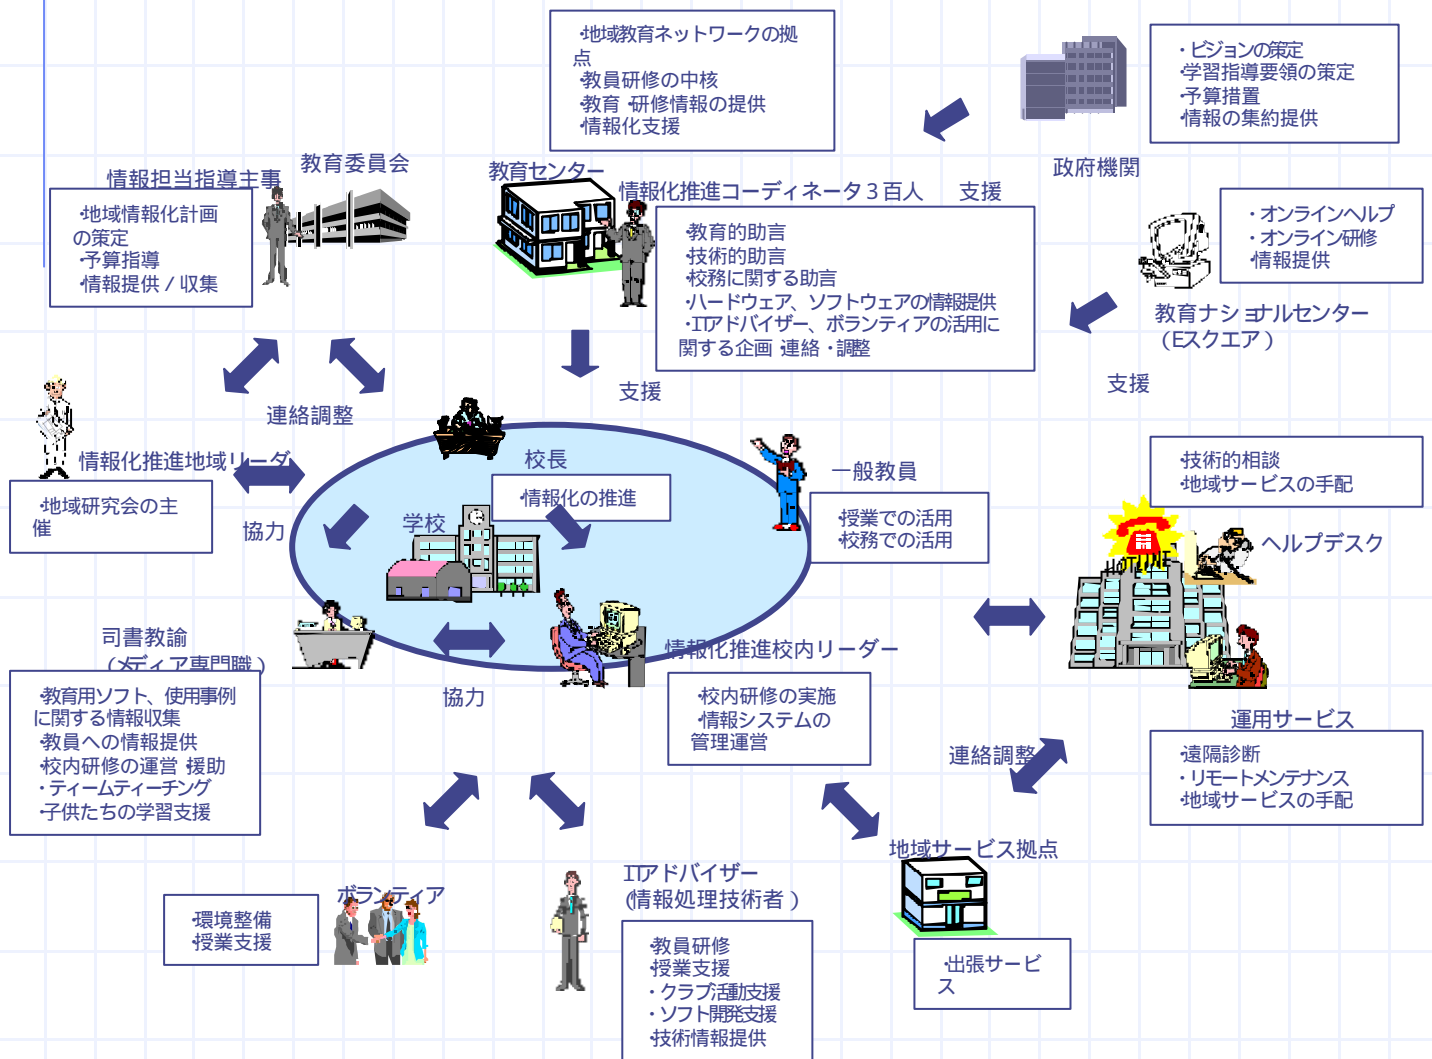 ・地域教育ネットワークの拠
点
・教員研修の中核
・教育・研修情報の提供
・情報化支援
・ビジョンの策定
・学習指導要領の策定
・予算措置
・情報の集約提供
政府機関
教育委員会
情報担当指導主事
・地域情報化計画
の策定
・予算指導
・情報提供/収集
教育センター
情報化推進コーディネータ3百人
支援
・教育的助言
・技術的助言
・校務に関する助言
・ハードウェア、ソフトウェアの情報提供
・ITアドバイザー、ボランティアの活用に
関する企画・連絡・調整
・オンラインヘルプ
・オンライン研修
・情報提供
教育ナショナルセンター
(Eスクエア)
支援
支援
連絡調整
情報化推進地域リーダ
・地域研究会の主
催
協力
校長
・情報化の推進
学校
一般教員
・授業での活用
・校務での活用
・技術的相談
・地域サービスの手配
HOTLINE
ヘルプデスク
司書教諭
(メディア専門職)
・教育用ソフト、使用事例
に関する情報収集
・教員への情報提供
・校内研修の運営・援助
・ティームティーチング
・子供たちの学習支援
協力
情報化推進校内リーダー
・校内研修の実施
・情報システムの
管理運営
運用サービス
・遠隔診断
・リモートメンテナンス
・地域サービスの手配
連絡調整
地域サービス拠点
・出張サービ
ス
ボランティア
・環境整備
・授業支援
ITアドバイザー
(情報処理技術者)
・教員研修
・授業支援
・クラブ活動支援
・ソフト開発支援
・技術情報提供